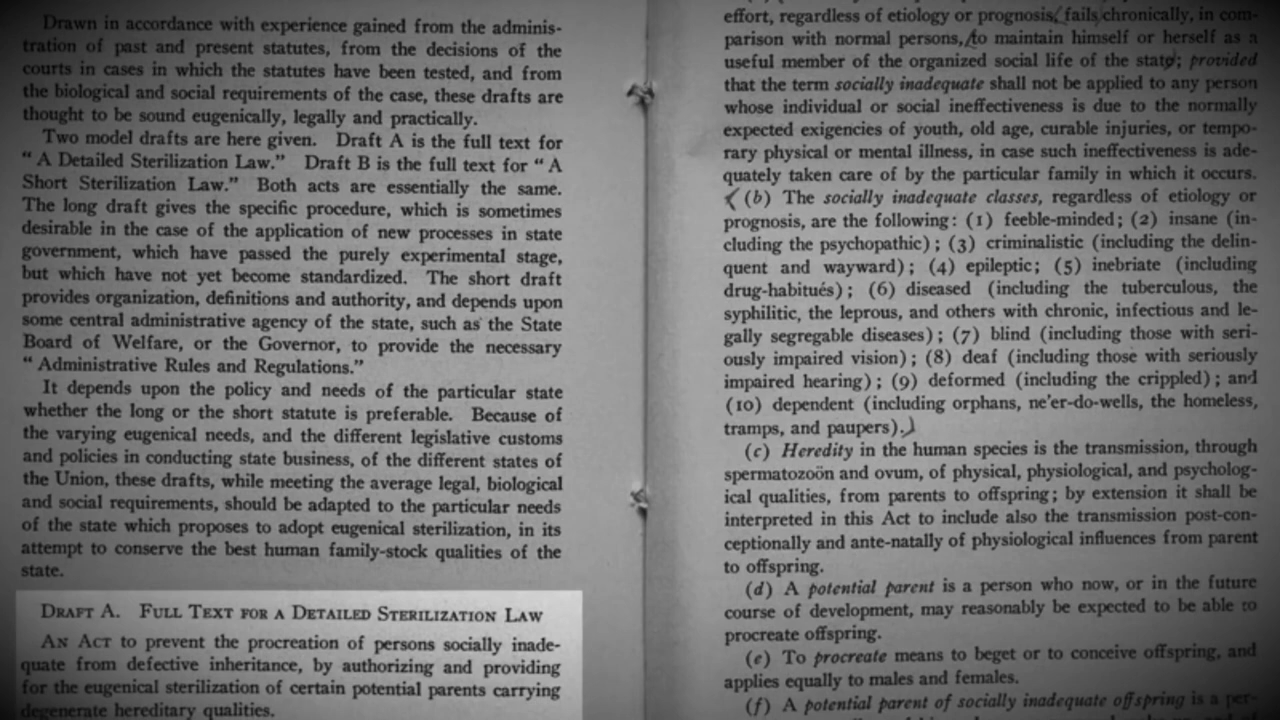 Drawn in accordance with experience gained from the adminis-
tration of past and present statutes, from the decisions of the
courts in cases in which the statutes have been tested, and from
the biological and social requirements of the case, these drafts are
thought to be sound eugenically, legally and practically.
Two model drafts are here given. Draft A is the full text for
“ A Detailed Sterilization Law.” Draft B is the full text for “ A
Short Sterilization Law.” Both acts are essentially the same.
The long draft gives the specific procedure, which is sometimes
desirable in the case of the application of new processes in state
government, which have passed the purely experimental stage,
but which have not yet become standardized. The short draft
provides organization, definitions and authority, and depends upon
some central administrative agency of the state, such as the State
Board of Welfare, or the Governor, to provide the necessary
“ Administrative Rules and Regulations.”
It depends upon the policy and needs of the particular state
whether the long or the short statute is preferable. Because of
the varying eugenical needs, and the different legislative customs
and policies in conducting state business, of the different states of
the Union, these drafts, while meeting the average legal, biological
and social requirements, should be adapted to the particular needs
of the state which proposes to adopt eugenical sterilization, in its
attempt to conserve the best human family-stock qualities of the
state.
DRAFT A. FULL TEXT FOR A DETAILED STERILIZATION LAW
AN ACT to prevent the procreation of persons socially inade-
quate from defective inheritance, by authorizing and providing
for the eugenical sterilization of certain potential parents carrying
degenerate hereditary qualities.
effort, regardless of etiology or prognosis, fails chronically, in com-
parison with normal persons, to maintain himself or herself as a
useful member of the organized social life of the state; provided
that the term socially inadequate shall not be applied to any person
whose individual or social ineffectiveness is due to the normally
expected exigencies of youth, old age, curable injuries, or tempo-
rary physical or mental illness, in case such ineffectiveness is ade-
quately taken care of by the particular family in which it occurs.
(b) The socially inadequate classes, regardless of etiology or
prognosis, are the following: (1) feeble-minded; (2) insane (in-
cluding the psychopathic); (3) criminalistic (including the delin-
quent and wayward); (4) epileptic; (5) inebriate (including
drug-habitués); (6) diseased (including the tuberculous, the
syphilitic, the leprous, and others with chronic, infectious and le-
gally segregable diseases); (7) blind (including those with seri-
ously impaired vision); (8) deaf (including those with seriously
impaired hearing); (9) deformed (including the crippled); and
(10) dependent (including orphans, ne'er-do-wells, the homeless,
tramps, and paupers).
(c) Heredity in the human species is the transmission, through
spermatozoön and ovum, of physical, physiological, and psycholog-
ical qualities, from parents to offspring; by extension it shall be
interpreted in this Act to include also the transmission post-con-
ceptionally and ante-natally of physiological influences from parent
to offspring.
(d) A potential parent is a person who now, or in the future
course of development, may reasonably be expected to be able to
procreate offspring.
(e) To procreate means to beget or to conceive offspring, and
applies equally to males and females.
(f) A potential parent of socially inadequate offspring is a per-